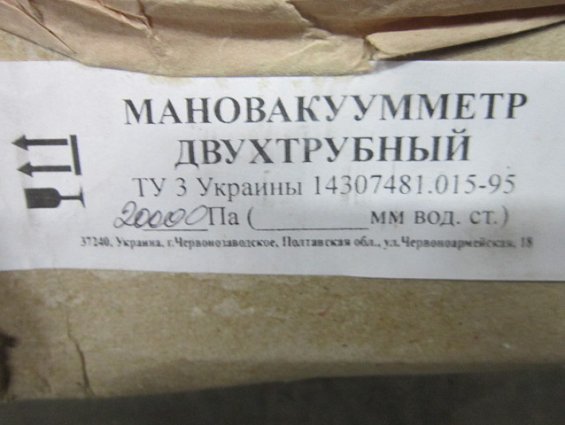 МАНОВАКУУММЕТР
ДВУХТРУБНЫЙ
ТУ 3 Украины 14307481.015-95
20000 Па (__________ мм вод. ст.)
37240, Украина, г.Червонозаводское, Полтавская обл., ул.Червоноармейская, 18